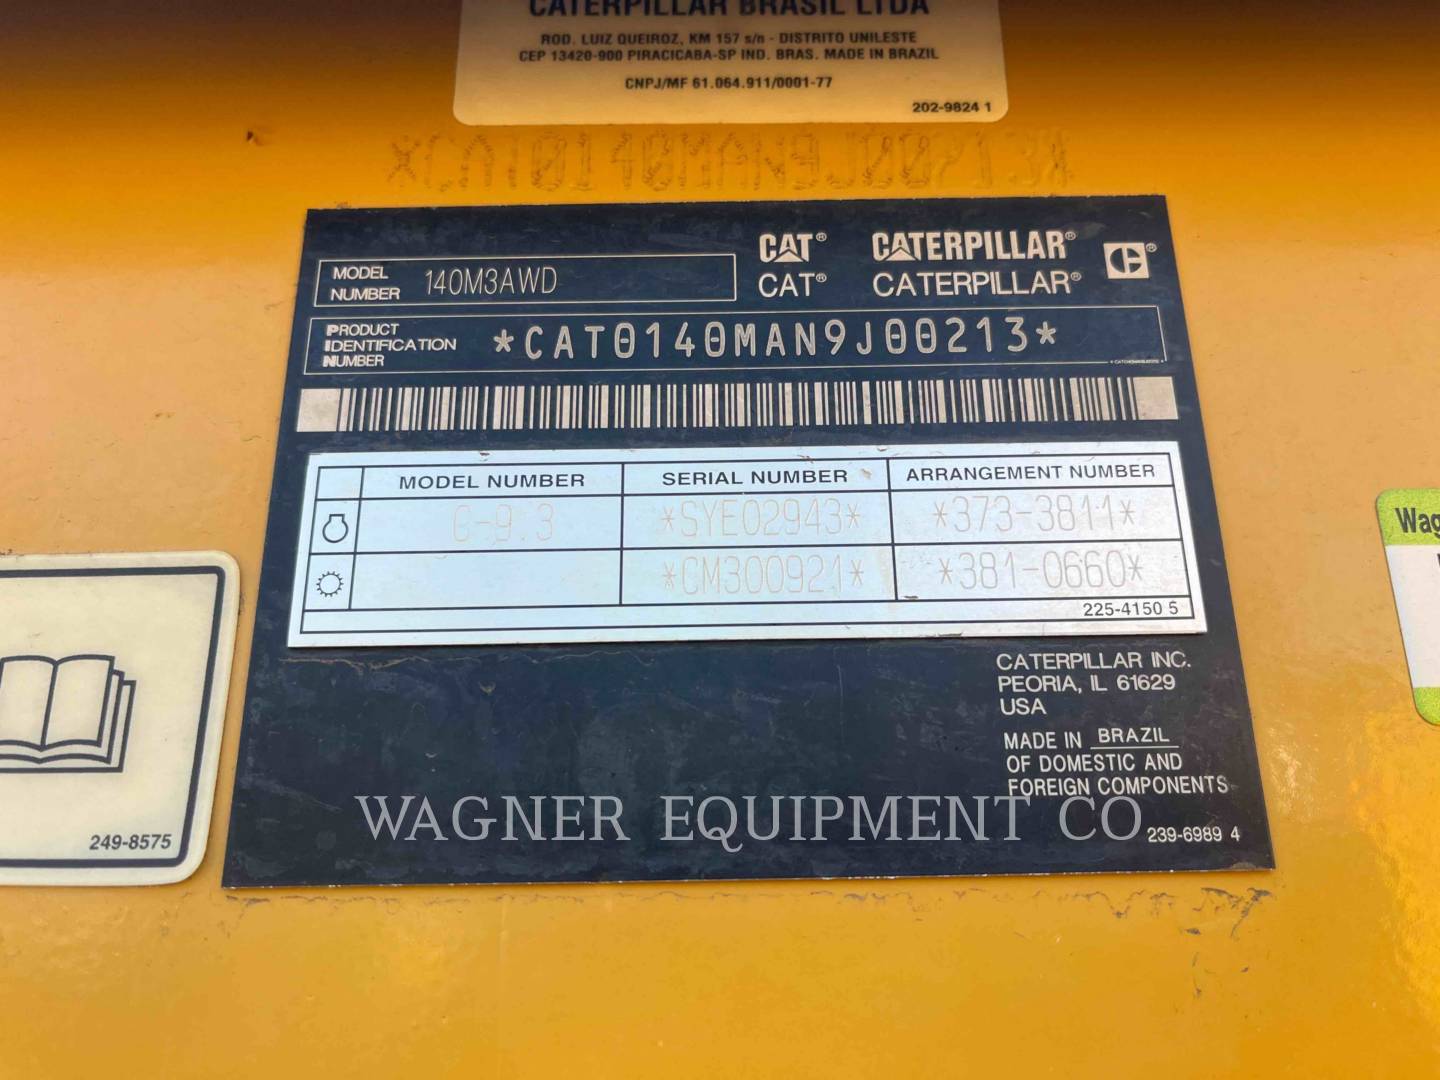 CATERPILLAR BRASIL LTDA
ROD. LUIZ QUEIROZ, KM 157 s/n - DISTRITO UNILESTE
CEP 13420-900 PIRACICABA-SP IND. BRAS. MADE IN BRAZIL
CNPJ/MF 61.064.911/0001-77
202-9824 1
*CAT0140MAN9J00213*
MODEL NUMBER 140M3AWD
CAT® CATERPILLAR®
CAT® CATERPILLAR®
PRODUCT IDENTIFICATION NUMBER *CAT0140MAN9J00213*
MODEL NUMBER SERIAL NUMBER ARRANGEMENT NUMBER
C-9.3 *SYE02943* *373-3811*
*CM300921* *381-0660*
225-4150 5
CATERPILLAR INC.
PEORIA, IL 61629
USA
MADE IN BRAZIL
OF DOMESTIC AND
FOREIGN COMPONENTS
239-6989 4
WAGNER EQUIPMENT CO
249-8575
Wag